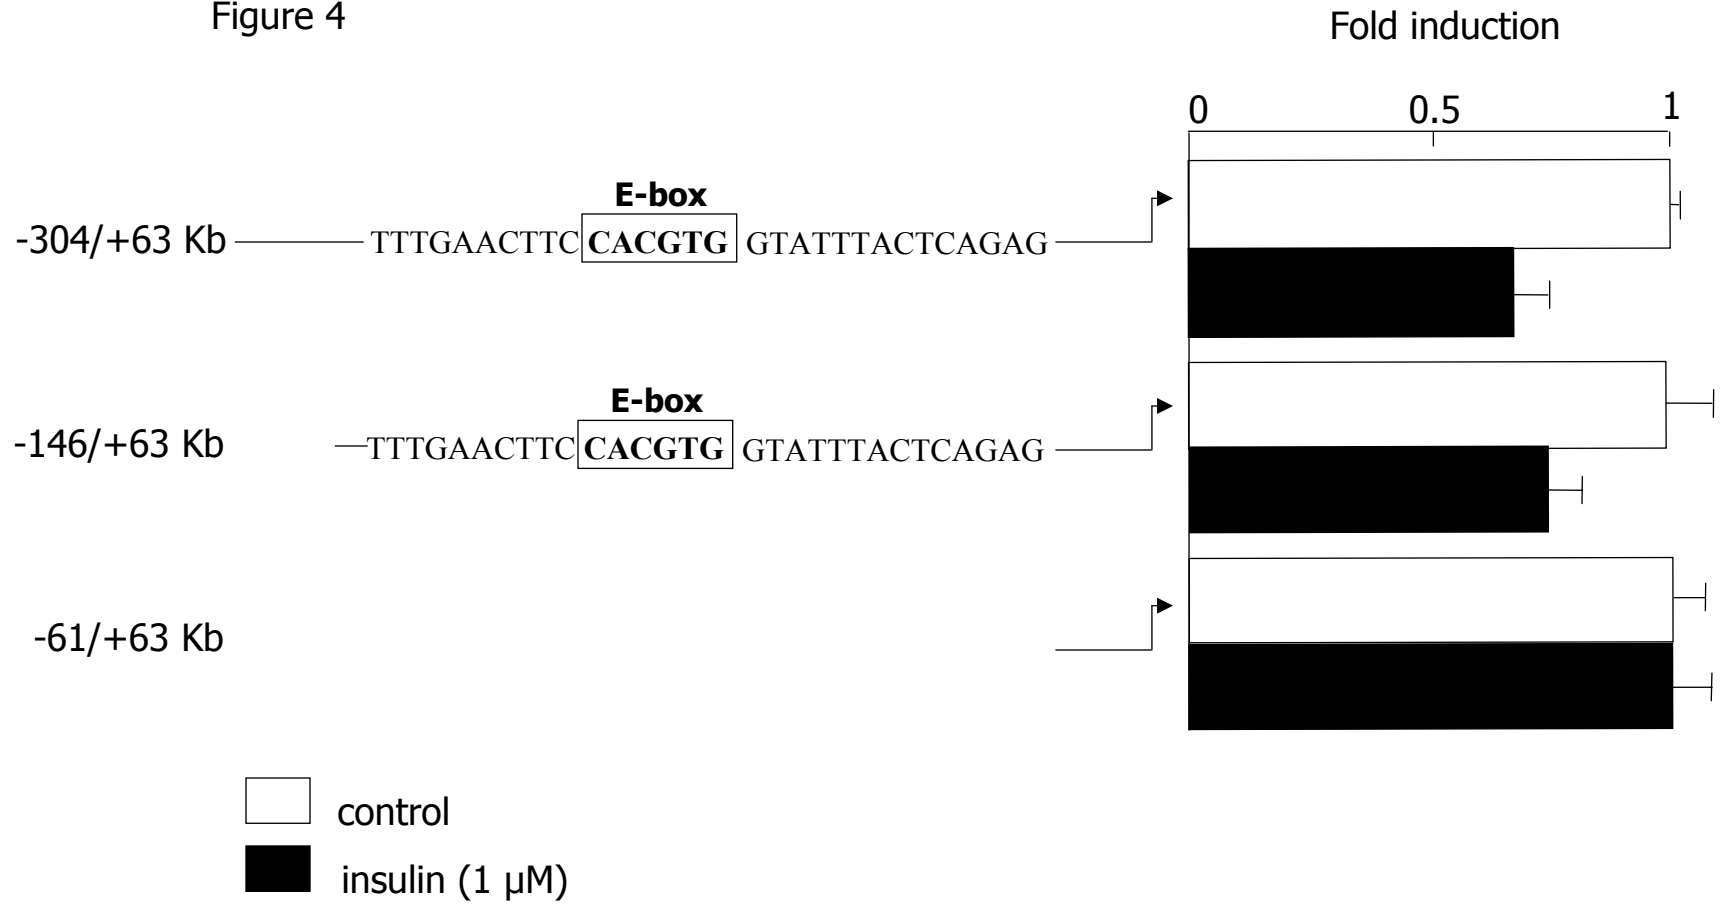 Figure 4
Fold induction
0 0.5 1
E-box
-304/+63 Kb TTTGAACTTC CACGTG GTATTTACTCAGAG
E-box
-146/+63 Kb TTTGAACTTC CACGTG GTATTTACTCAGAG
-61/+63 Kb
control
insulin (1 µM)